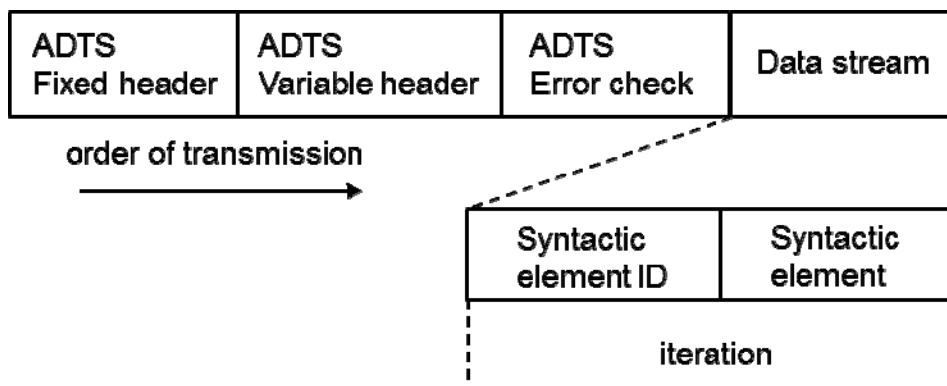 ADTS
Fixed header
ADTS
Variable header
ADTS
Error check
Data stream
order of transmission
Syntactic
element ID
Syntactic
element
iteration